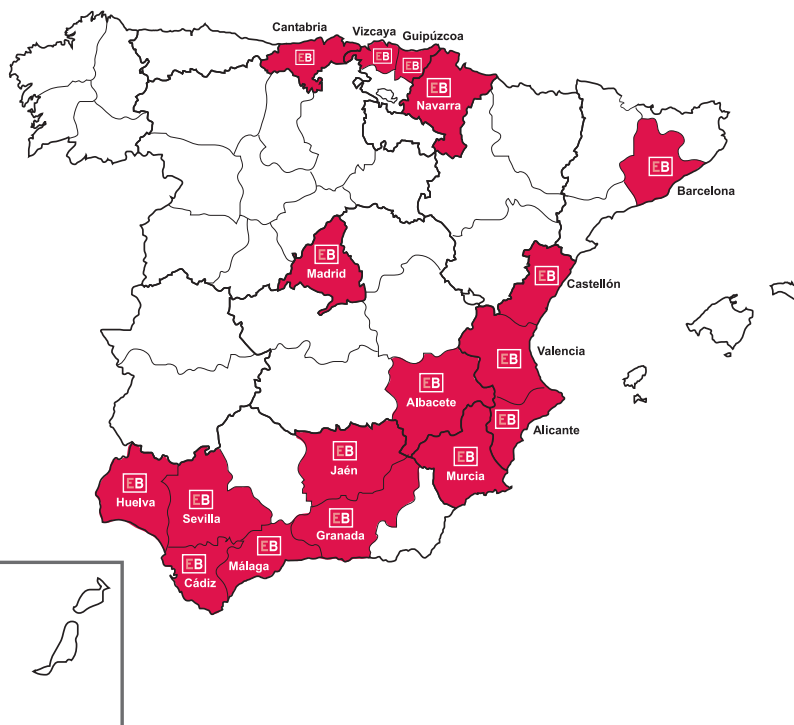 Cantabria
Vizcaya
Guipúzcoa
EB
EB
EB
EB
Navarra
EB
Barcelona
EB
Madrid
EB
Castellón
EB
Valencia
EB
Albacete
EB
Alicante
EB
Jaén
EB
Murcia
EB
Huelva
EB
Sevilla
EB
Granada
EB
Málaga
EB
Cádiz